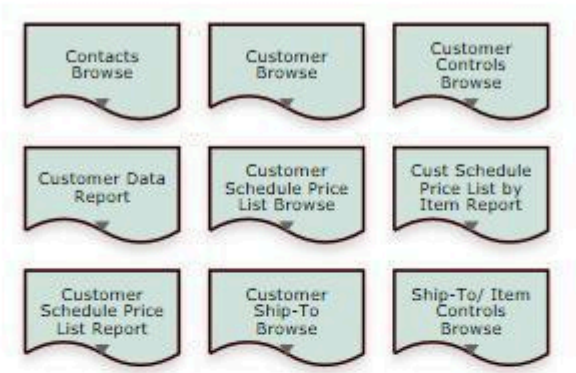 Contacts
Browse
Customer
Browse
Customer
Controls
Browse
Customer Data
Report
Customer
Schedule Price
List Browse
Cust Schedule
Price List by
Item Report
Customer
Schedule Price
List Report
Customer
Ship-To
Browse
Ship-To/ Item
Controls
Browse